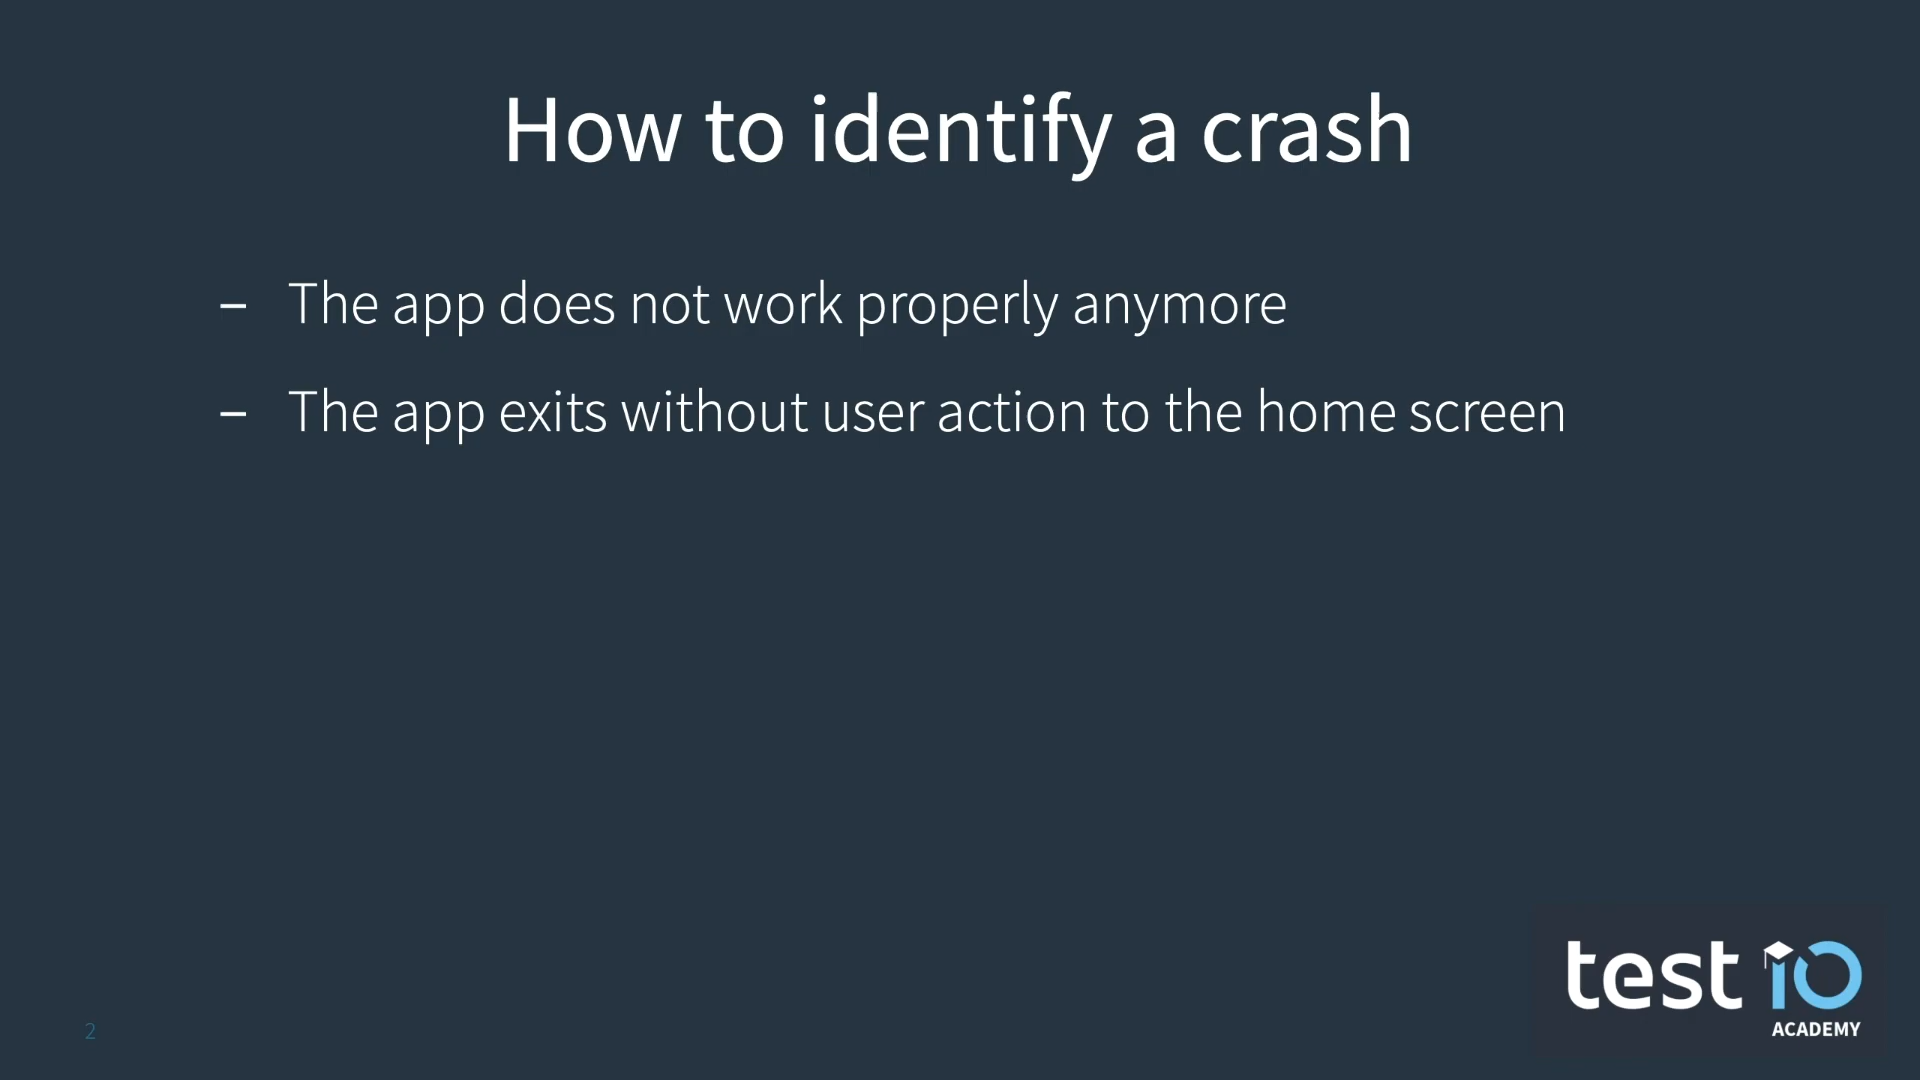 How to identify a crash
– The app does not work properly anymore
– The app exits without user action to the home screen
test iO
ACADEMY
2